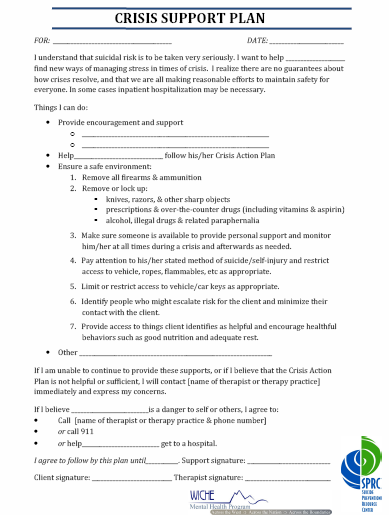 CRISIS SUPPORT PLAN
FOR: ______________________________ DATE: ___________________
I understand that suicidal risk is to be taken very seriously. I want to help _______________
find new ways of managing stress in times of crisis. I realize there are no guarantees about
how crises resolve, and that we are all making reasonable efforts to maintain safety for
everyone. In some cases inpatient hospitalization may be necessary.
Things I can do:
• Provide encouragement and support
o _______________________________________________
o _______________________________________________
• Help______________________ follow his/her Crisis Action Plan
• Ensure a safe environment:
1. Remove all firearms & ammunition
2. Remove or lock up:
▪ knives, razors, & other sharp objects
▪ prescriptions & over-the-counter drugs (including vitamins & aspirin)
▪ alcohol, illegal drugs & related paraphernalia
3. Make sure someone is available to provide personal support and monitor
him/her at all times during a crisis and afterwards as needed.
4. Pay attention to his/her stated method of suicide/self-injury and restrict
access to vehicle, ropes, flammables, etc as appropriate.
5. Limit or restrict access to vehicle/car keys as appropriate.
6. Identify people who might escalate risk for the client and minimize their
contact with the client.
7. Provide access to things client identifies as helpful and encourage healthful
behaviors such as good nutrition and adequate rest.
• Other ________________________________________________
If I am unable to continue to provide these supports, or if I believe that the Crisis Action
Plan is not helpful or sufficient, I will contact [name of therapist or therapy practice]
immediately and express my concerns.
If I believe ___________________is a danger to self or others, I agree to:
• Call [name of therapist or therapy practice & phone number]
• or call 911
• or help___________________ get to a hospital.
I agree to follow by this plan until________. Support signature: _____________________
Client signature: ____________________ Therapist signature: _____________________
WICHE
Mental Health Program
SPRC
SUICIDE
PREVENTION
RESOURCE
CENTER